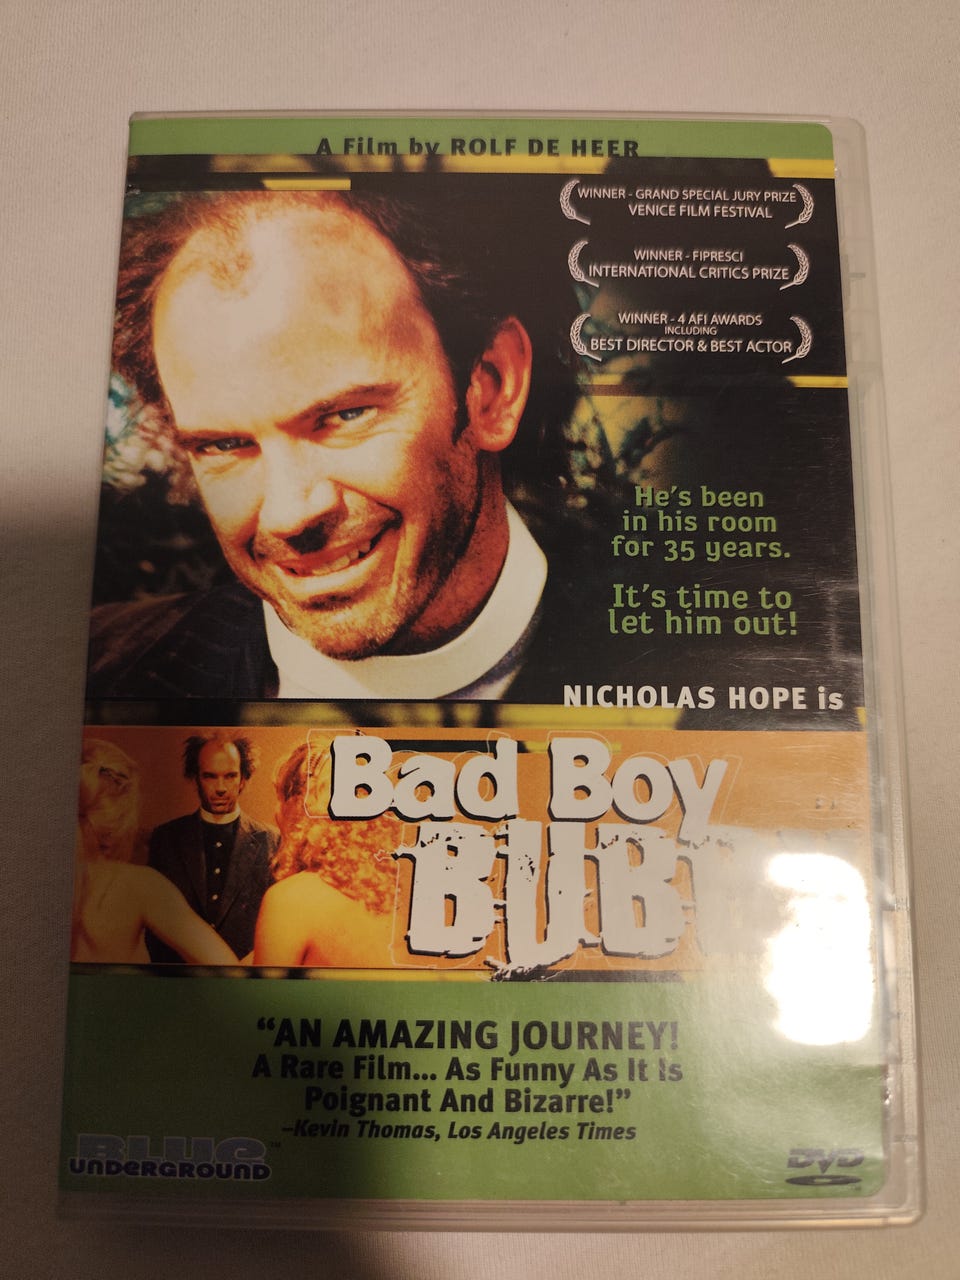 A Film by ROLF DE HEER
WINNER - GRAND SPECIAL JURY PRIZE
VENICE FILM FESTIVAL
WINNER - FIPRESCI
INTERNATIONAL CRITICS PRIZE
WINNER - 4 AFI AWARDS
INCLUDING
BEST DIRECTOR & BEST ACTOR
He's been
in his room
for 35 years.
It's time to
let him out!
NICHOLAS HOPE is
Bad Boy
"AN AMAZING JOURNEY!
A Rare Film... As Funny As It Is
Poignant And Bizarre!"
–Kevin Thomas, Los Angeles Times
BLUE
UNDERGROUND
DVD